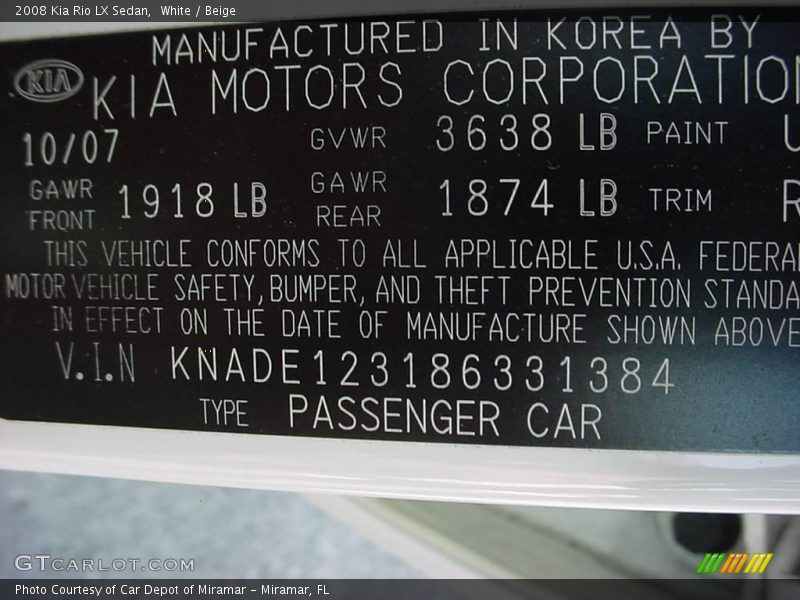 2008 Kia Rio LX Sedan,  White / Beige
MANUFACTURED IN KOREA BY
KIA KIA MOTORS CORPORATION
10/07 GVWR 3638 LB PAINT U
GAWR FRONT 1918 LB GAWR REAR 1874 LB TRIM R
THIS VEHICLE CONFORMS TO ALL APPLICABLE U.S.A. FEDERAL
MOTOR VEHICLE SAFETY, BUMPER, AND THEFT PREVENTION STANDA
IN EFFECT ON THE DATE OF MANUFACTURE SHOWN ABOVE
V.I.N KNADE123186331384
TYPE PASSENGER CAR
GTCARLOT.COM
Photo Courtesy of Car Depot of Miramar - Miramar, FL